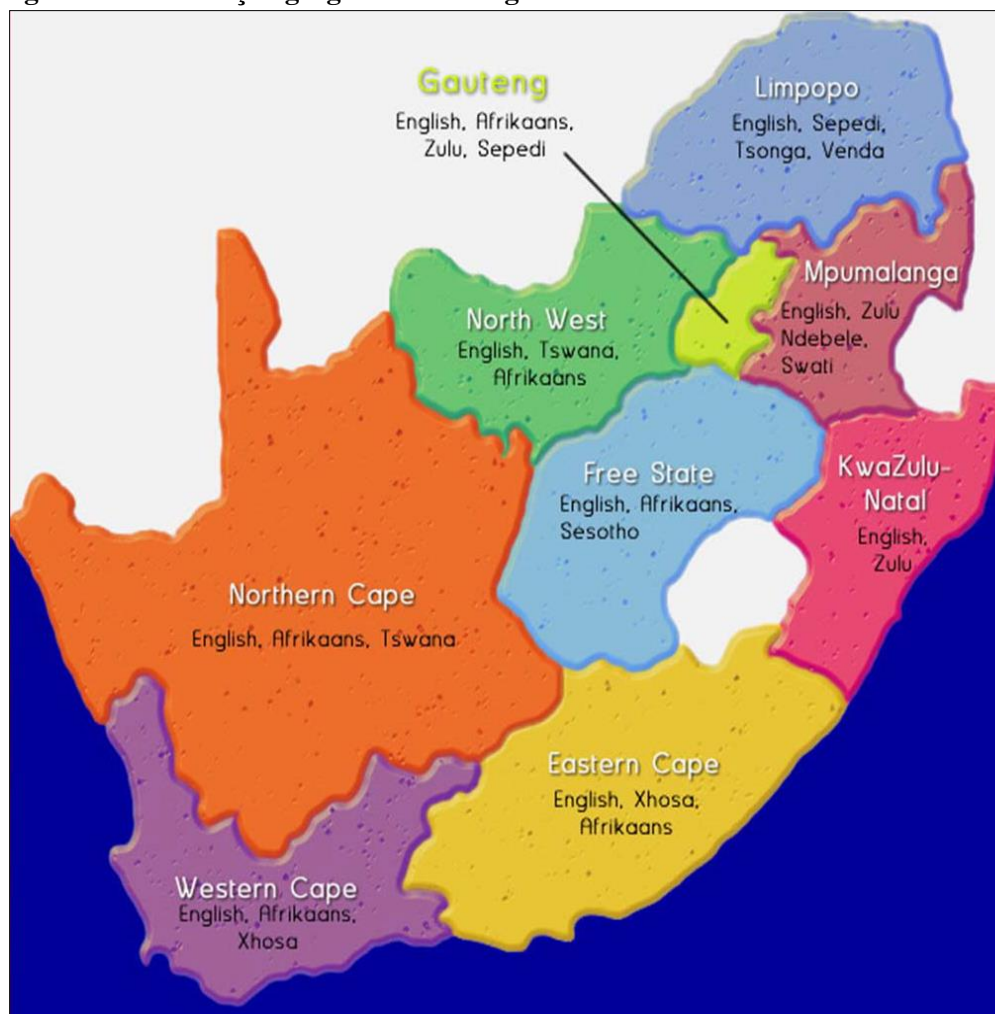 Gauteng
English, Afrikaans,
Zulu, Sepedi
Limpopo
English, Sepedi,
Tsonga, Venda
Mpumalanga
English, Zulu
Ndebele,
Swati
North West
English, Tswana,
Afrikaans
Free State
English, Afrikaans,
Sesotho
KwaZulu-
Natal
English,
Zulu
Northern Cape
English, Afrikaans, Tswana
Eastern Cape
English, Xhosa,
Afrikaans
Western Cape
English, Afrikaans,
Xhosa